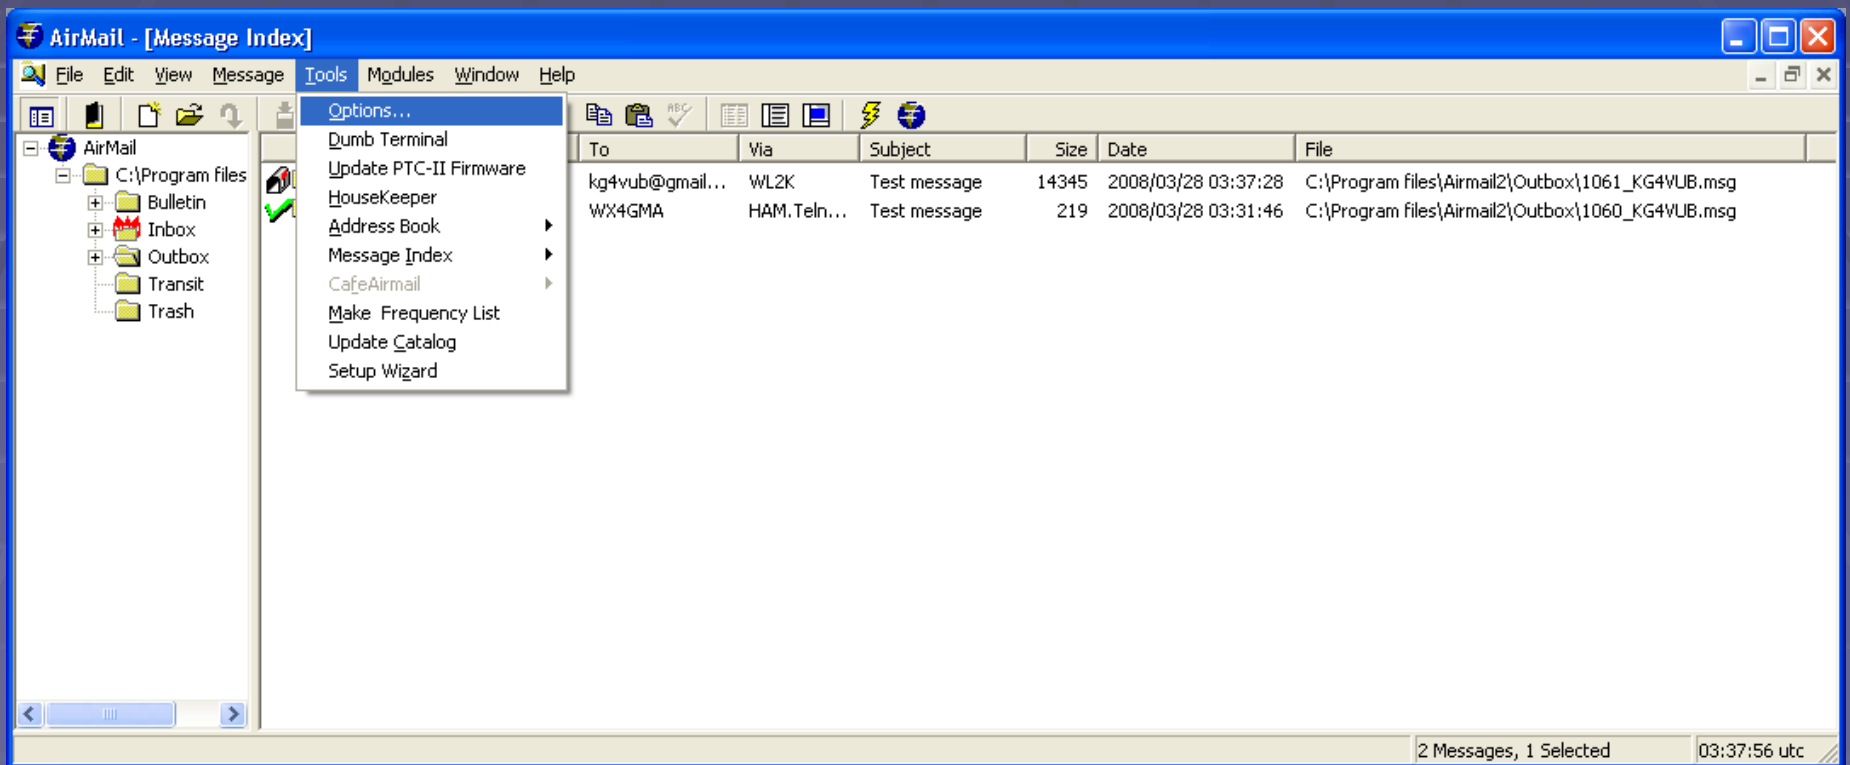 AirMail - [Message Index]
File Edit View Message Tools Modules Window Help
Options...
Dumb Terminal
Update PTC-II Firmware
HouseKeeper
Address Book
Message Index
CafeAirmail
Make Frequency List
Update Catalog
Setup Wizard
ABC
AirMail
C:\Program files
Bulletin
Inbox
Outbox
Transit
Trash
To Via Subject Size Date File
kg4vub@gmail... WL2K Test message 14345 2008/03/28 03:37:28 C:\Program files\Airmail2\Outbox\1061_KG4VUB.msg
WX4GMA HAM.Teln... Test message 219 2008/03/28 03:31:46 C:\Program files\Airmail2\Outbox\1060_KG4VUB.msg
2 Messages, 1 Selected 03:37:56 utc